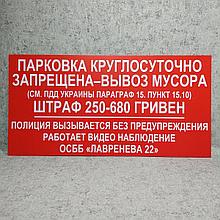 ПАРКОВКА КРУГЛОСУТОЧНО
ЗАПРЕЩЕНА–ВЫВОЗ МУСОРА
(СМ. ПДД УКРАИНЫ ПАРАГРАФ 15. ПУНКТ 15.10)
ШТРАФ 250-680 ГРИВЕН
ПОЛИЦИЯ ВЫЗЫВАЕТСЯ БЕЗ ПРЕДУПРЕЖДЕНИЯ
РАБОТАЕТ ВИДЕО НАБЛЮДЕНИЕ
ОСББ «ЛАВРЕНЕВА 22»